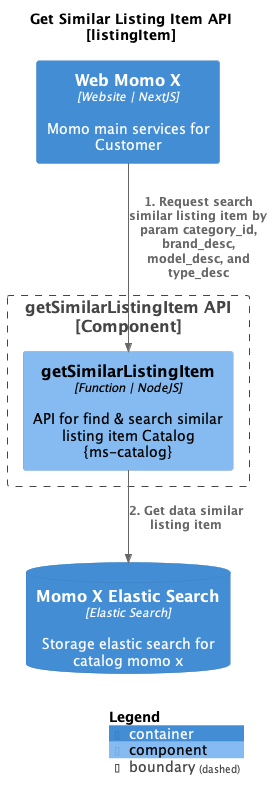 Get Similar Listing Item API
[listingItem]
Web Momo X
[Website | NextJS]
Momo main services for
Customer
1. Request search
similar listing item by
param category_id,
brand_desc,
model_desc, and
type_desc
getSimilarListingItem API
[Component]
getSimilarListingItem
[Function | NodeJS]
API for find & search similar
listing item Catalog
{ms-catalog}
2. Get data similar
listing item
Momo X Elastic Search
[Elastic Search]
Storage elastic search for
catalog momo x
Legend
container
component
boundary (dashed)